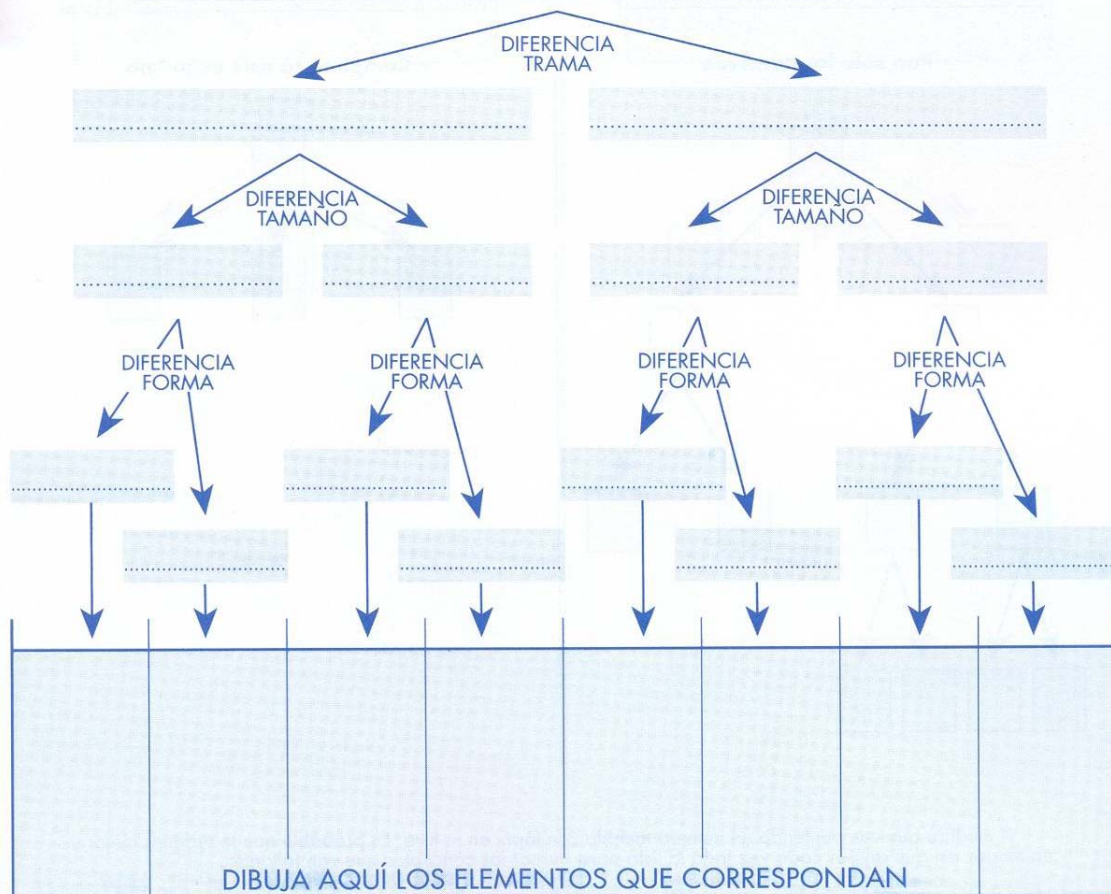 DIFERENCIA
TRAMA
DIFERENCIA
TAMAÑO
DIFERENCIA
TAMAÑO
DIFERENCIA
FORMA
DIFERENCIA
FORMA
DIFERENCIA
FORMA
DIFERENCIA
FORMA
DIBUJA AQUÍ LOS ELEMENTOS QUE CORRESPONDAN